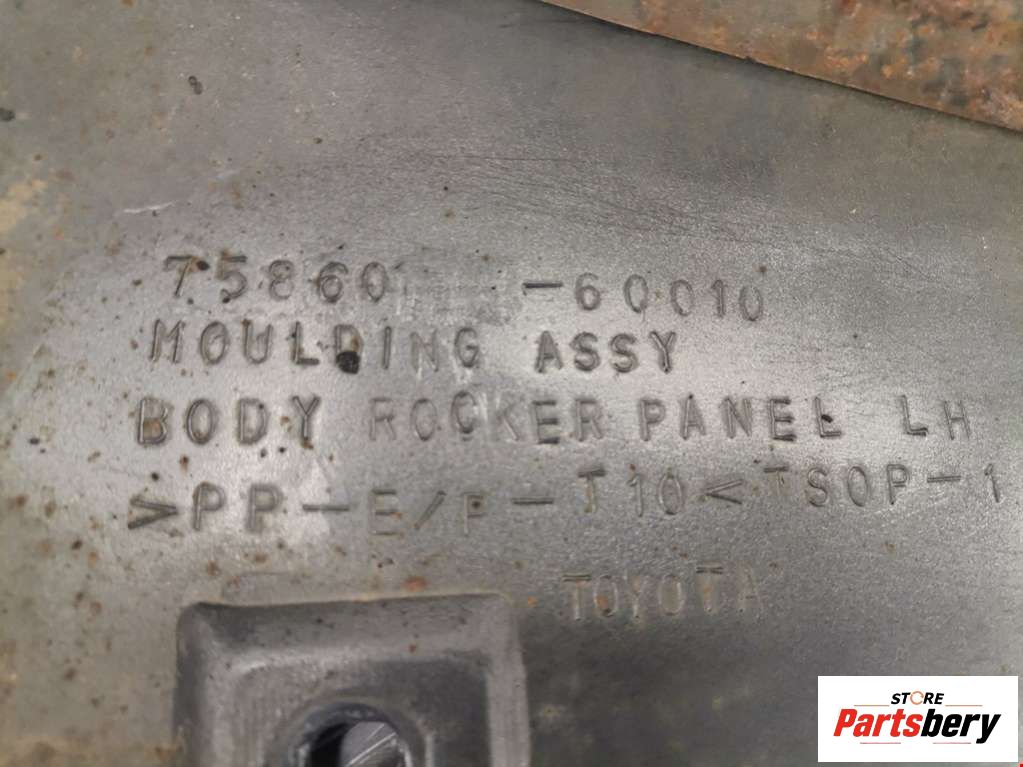 75860 -60010
MOULDING ASSY
BODY ROCKER PANEL LH
>PP-E/P-T10< TSOP-1
TOYOTA
STORE
Partsbery